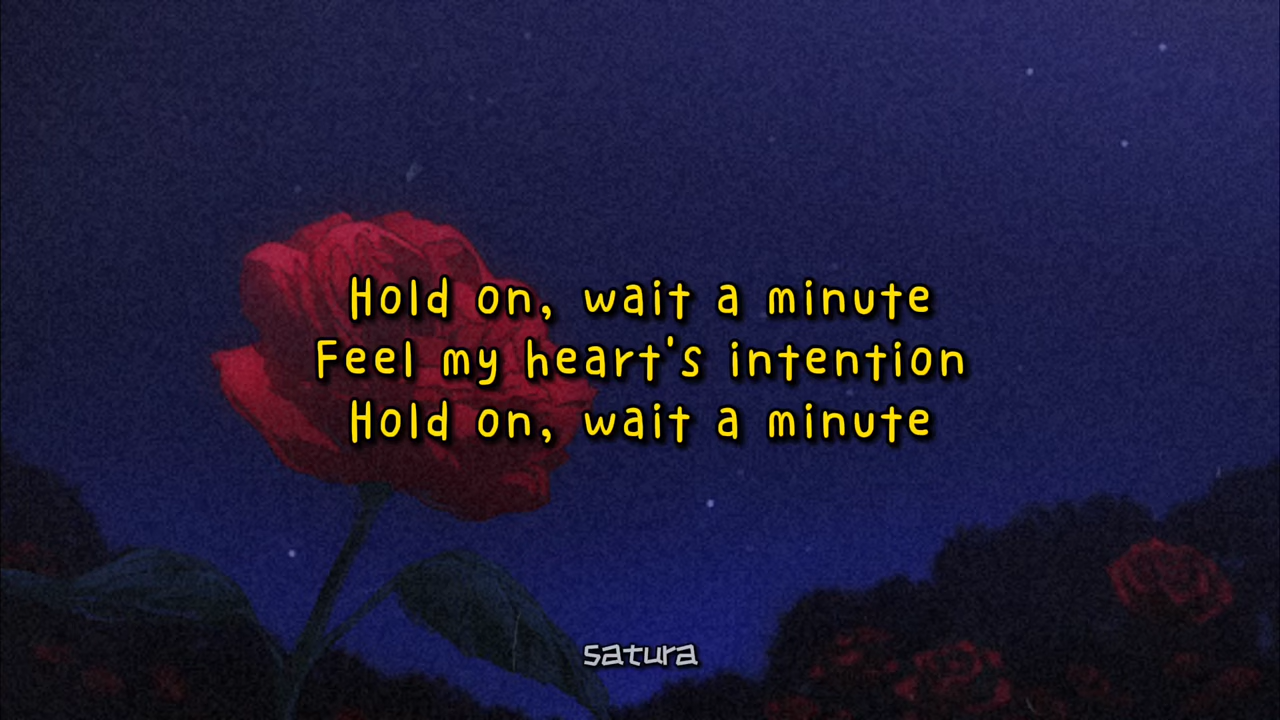 Hold on, wait a minute
Feel my heart's intention
Hold on, wait a minute
satura